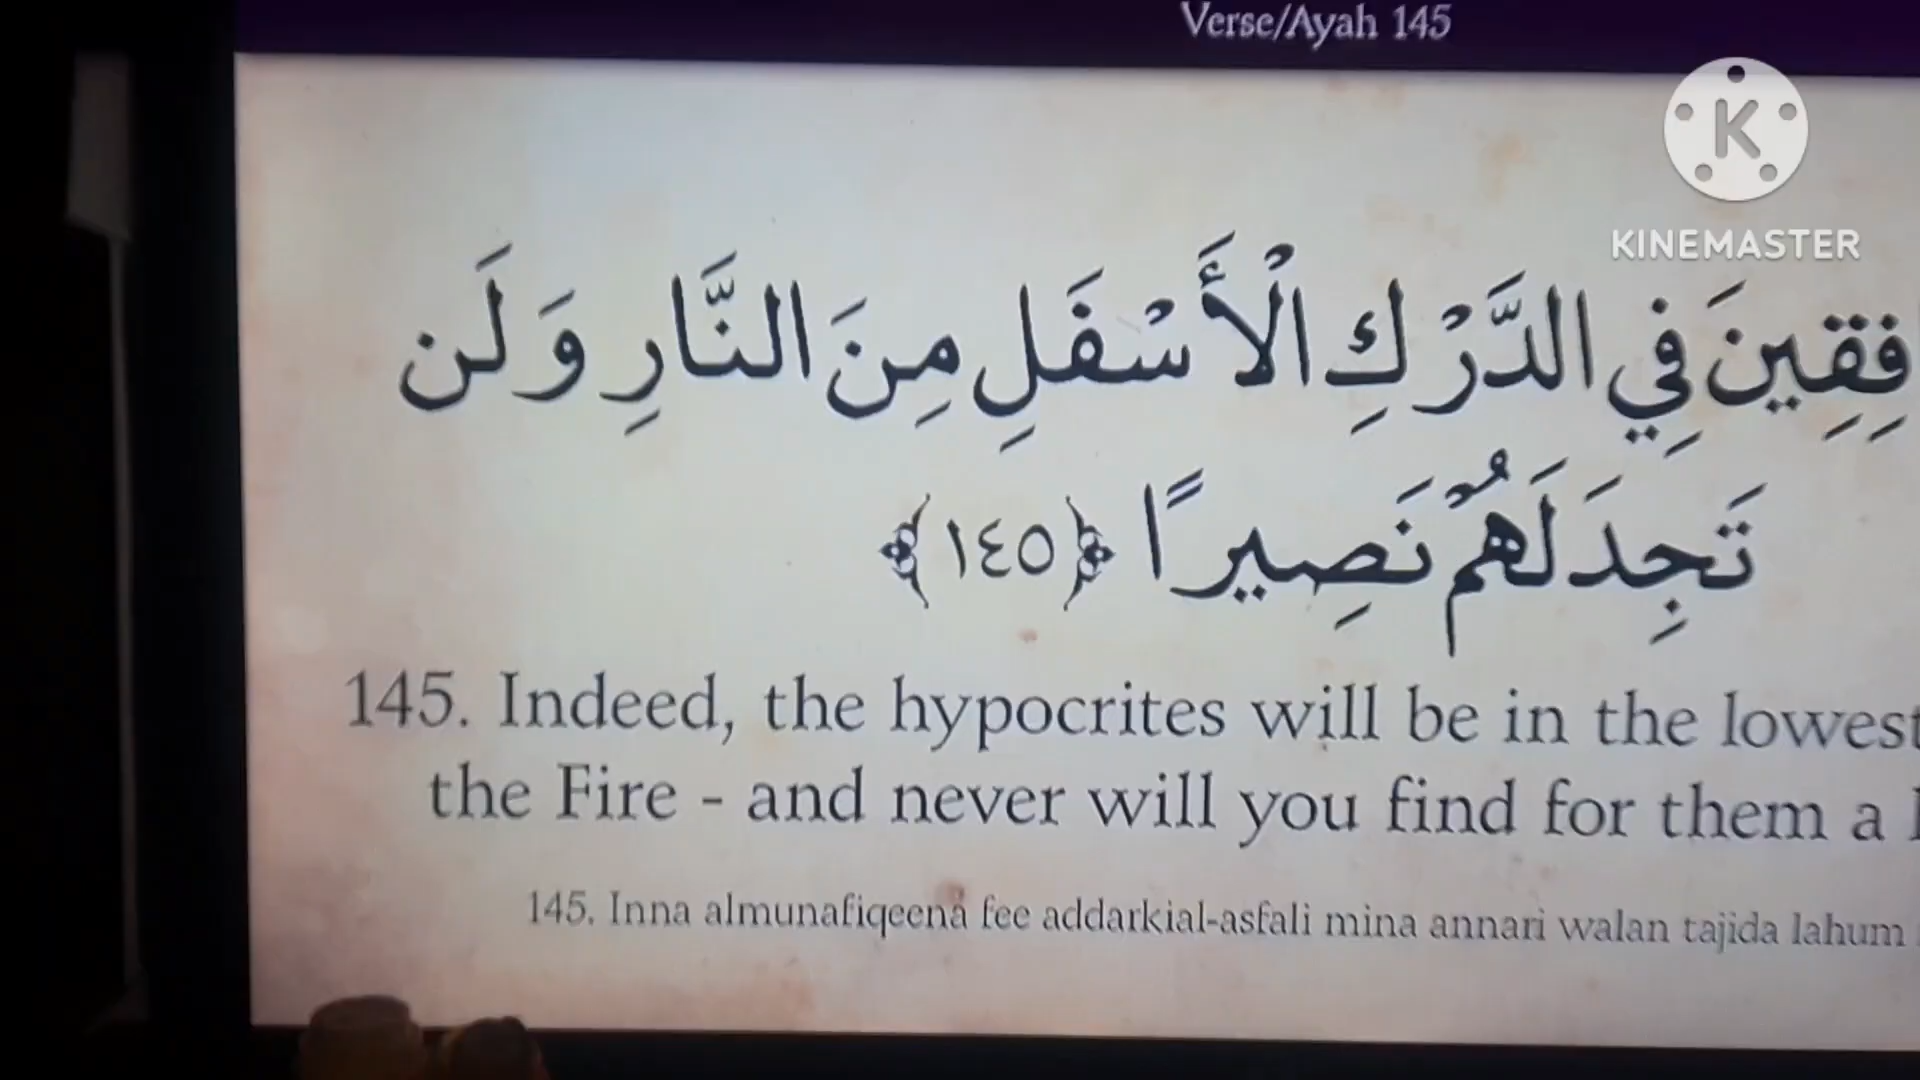 Verse/Ayah 145
KINEMASTER
فِقِينَ فِي الدَّرْكِ الْأَسْفَلِ مِنَ النَّارِ وَلَن
تَجِدَ لَهُمْ نَصِيرًا ﴿١٤٥﴾
145. Indeed, the hypocrites will be in the lowest
the Fire - and never will you find for them a
145. Inna almunafiqeena fee addarkial-asfali mina annari walan tajida lahum